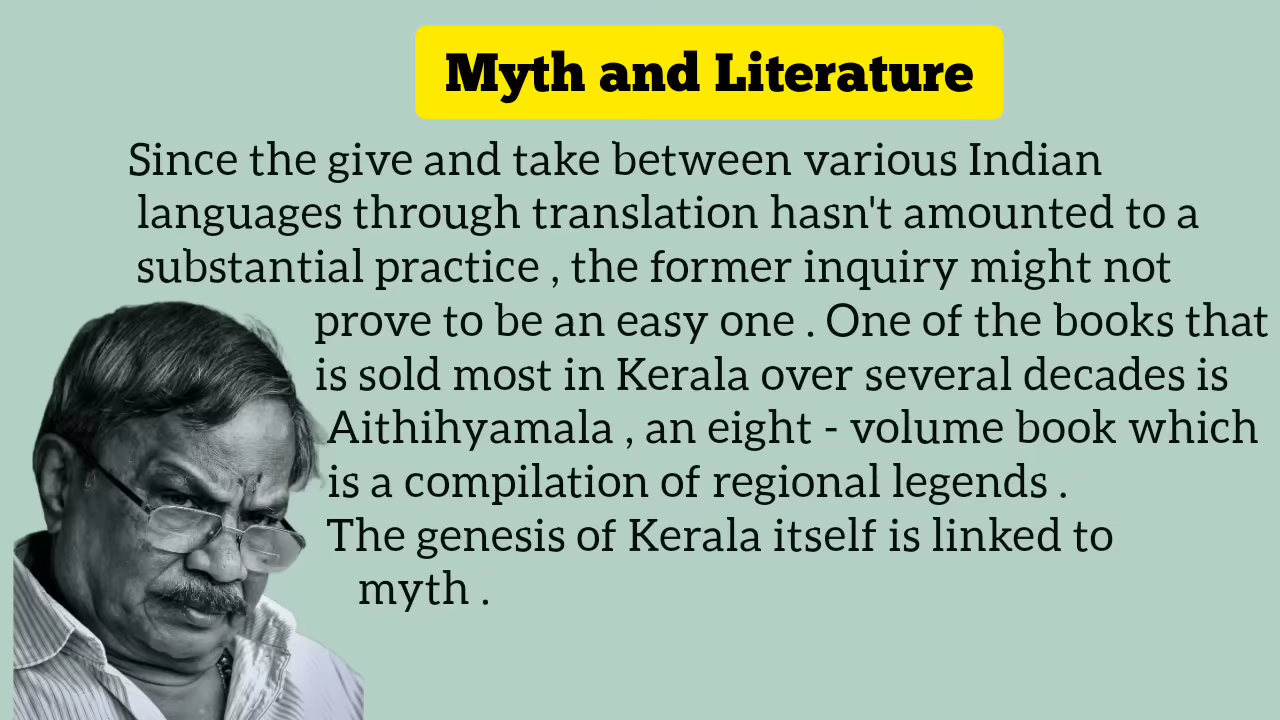 Myth and Literature
Since the give and take between various Indian
languages through translation hasn't amounted to a
substantial practice , the former inquiry might not
prove to be an easy one . One of the books that
is sold most in Kerala over several decades is
Aithihyamala , an eight - volume book which
is a compilation of regional legends .
The genesis of Kerala itself is linked to
myth .